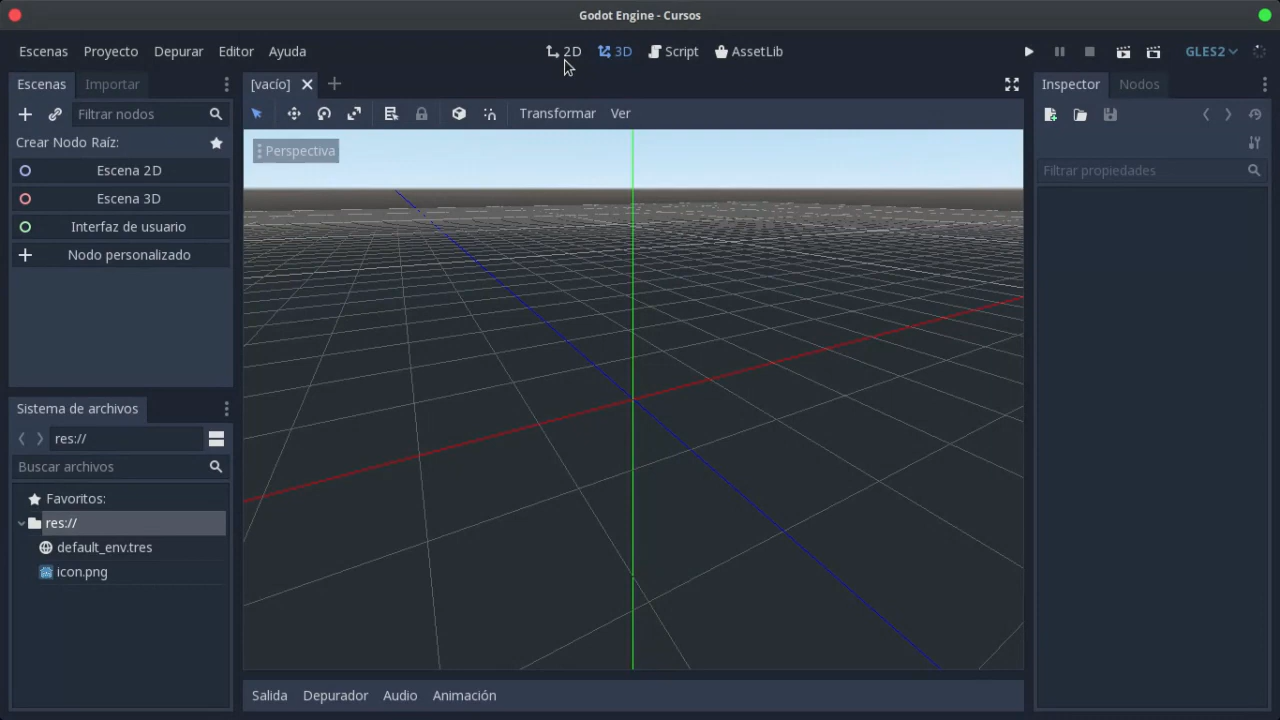 Godot Engine - Cursos
Escenas Proyecto Depurar Editor Ayuda 2D 3D Script AssetLib GLES2
Escenas Importar [vacío] Inspector Nodos
Filtrar nodos Transformar Ver
Crear Nodo Raíz:
Perspectiva
Escena 2D
Filtrar propiedades
Escena 3D
Interfaz de usuario
Nodo personalizado
Sistema de archivos
res://
Buscar archivos
Favoritos:
res://
default_env.tres
icon.png
Salida Depurador Audio Animación